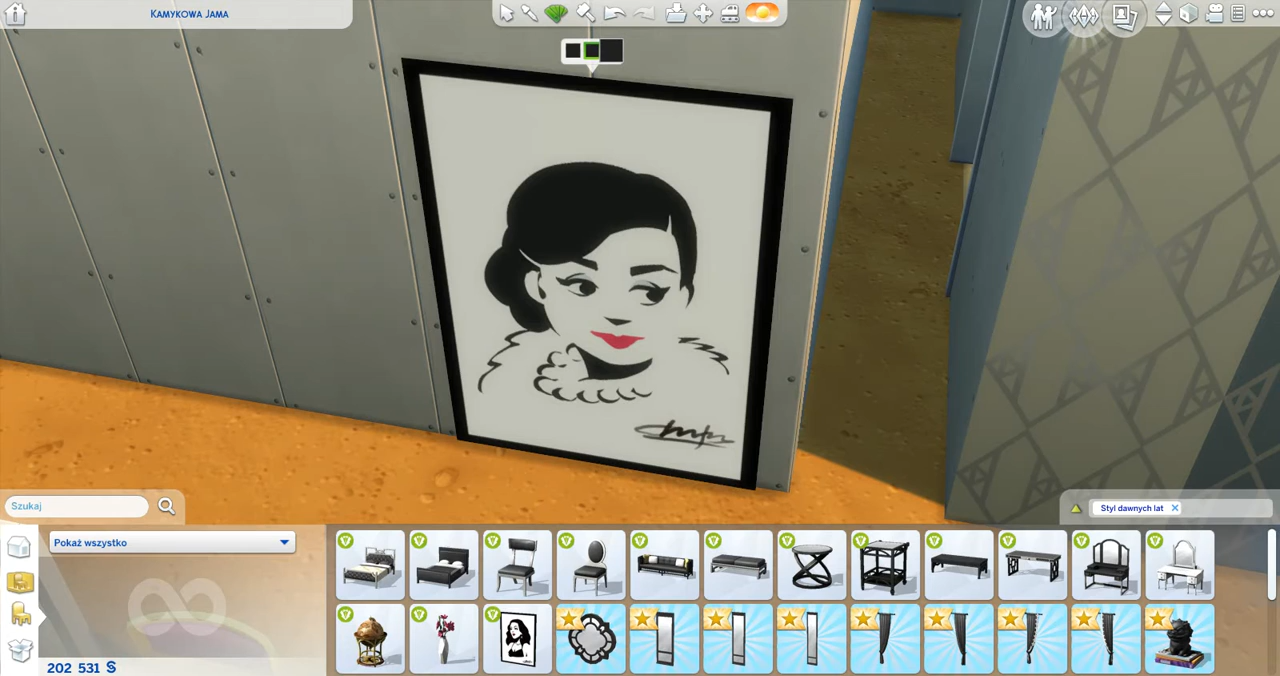 Kamykowa Jama
Szukaj
Styl dawnych lat
Pokaż wszystko
202 531 §